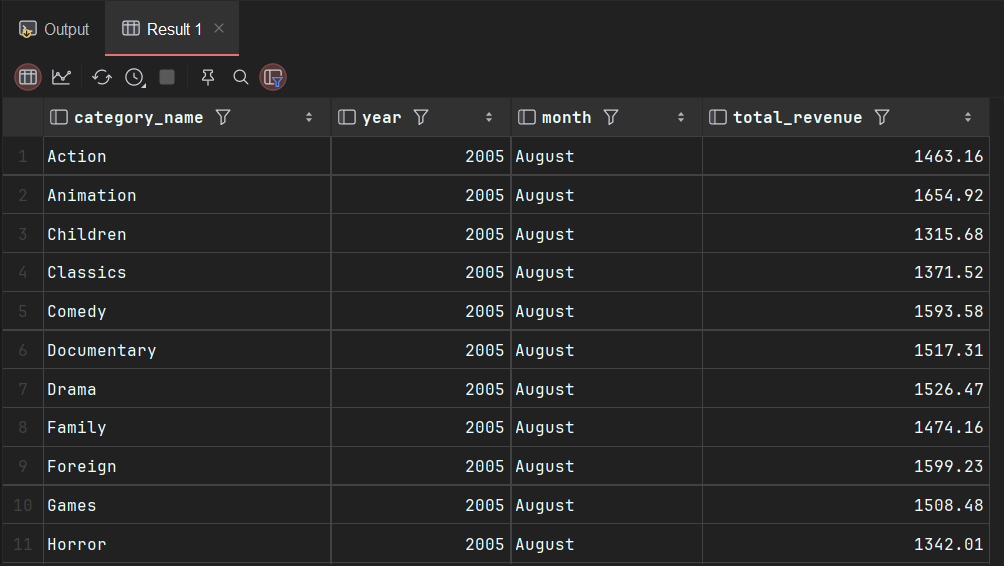 Output Result 1
category_name year month total_revenue
1 Action 2005 August 1463.16
2 Animation 2005 August 1654.92
3 Children 2005 August 1315.68
4 Classics 2005 August 1371.52
5 Comedy 2005 August 1593.58
6 Documentary 2005 August 1517.31
7 Drama 2005 August 1526.47
8 Family 2005 August 1474.16
9 Foreign 2005 August 1599.23
10 Games 2005 August 1508.48
11 Horror 2005 August 1342.01